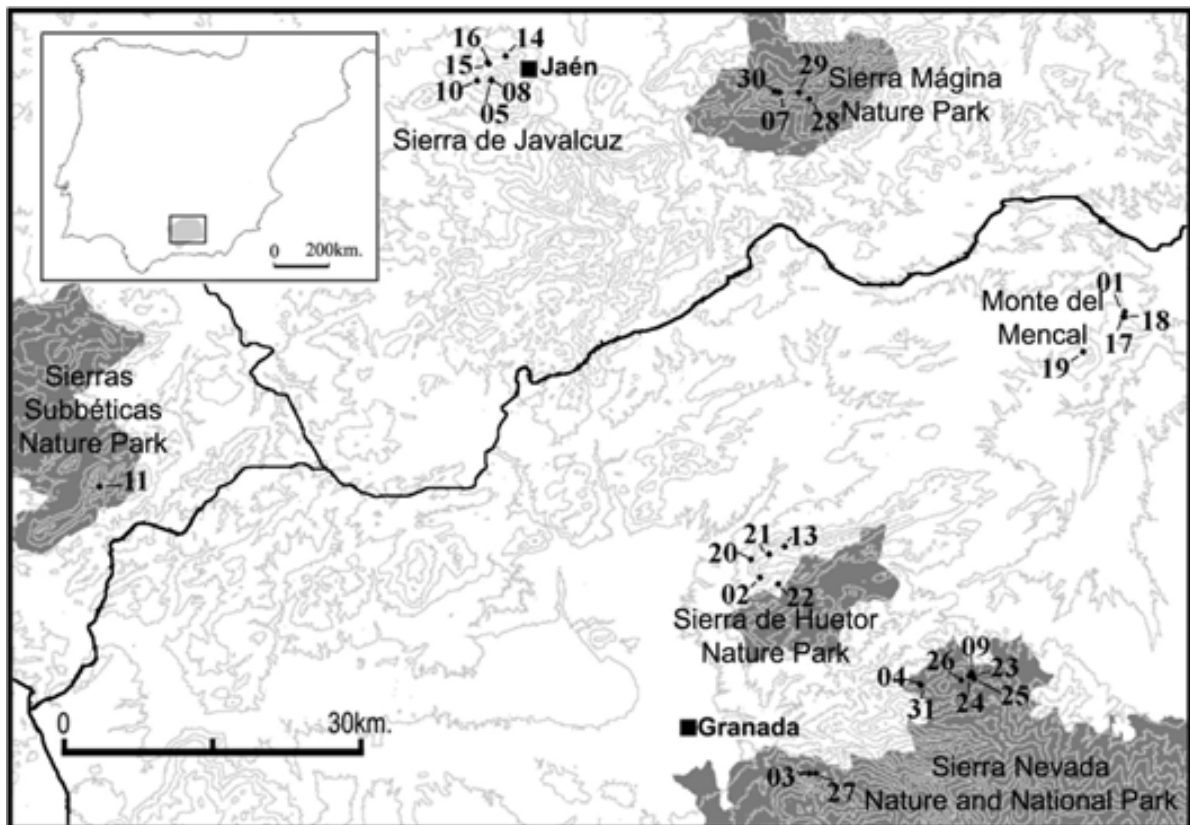 16
14
15
Jaén
10
08
05
Sierra de Javalcuz
30
29
Sierra Mágina
Nature Park
07
28
0
200km.
01
Monte del
Mencal
18
17
19
Sierras
Subbéticas
Nature Park
11
21
13
20
02
22
Sierra de Huetor
Nature Park
09
26
23
04
25
24
31
0
30km.
Granada
03
27
Sierra Nevada
Nature and National Park